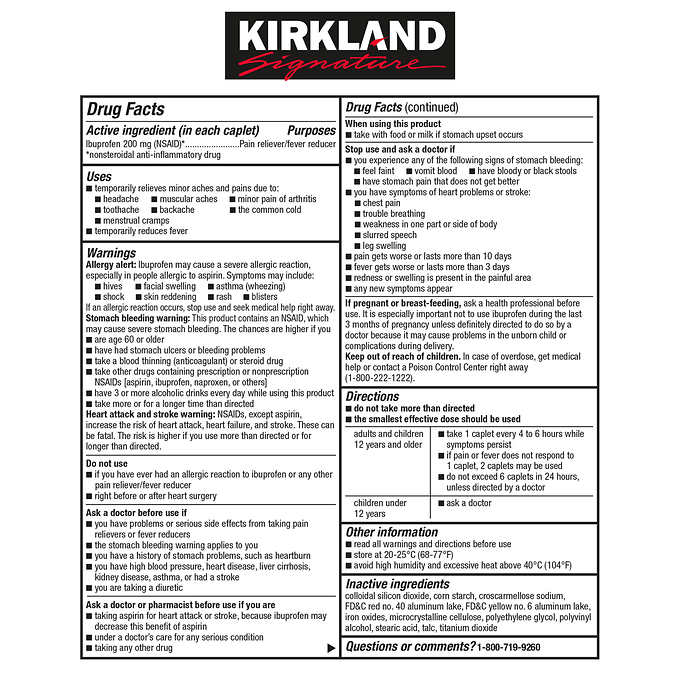 KIRKLAND
Signature
Drug Facts
Active ingredient (in each caplet) Purposes
Ibuprofen 200 mg (NSAID)*......................Pain reliever/fever reducer
*nonsteroidal anti-inflammatory drug
Uses
■ temporarily relieves minor aches and pains due to:
■ headache ■ muscular aches ■ minor pain of arthritis
■ toothache ■ backache ■ the common cold
■ menstrual cramps
■ temporarily reduces fever
Warnings
Allergy alert: Ibuprofen may cause a severe allergic reaction,
especially in people allergic to aspirin. Symptoms may include:
■ hives ■ facial swelling ■ asthma (wheezing)
■ shock ■ skin reddening ■ rash ■ blisters
If an allergic reaction occurs, stop use and seek medical help right away.
Stomach bleeding warning: This product contains an NSAID, which
may cause severe stomach bleeding. The chances are higher if you
■ are age 60 or older
■ have had stomach ulcers or bleeding problems
■ take a blood thinning (anticoagulant) or steroid drug
■ take other drugs containing prescription or nonprescription
NSAIDs [aspirin, ibuprofen, naproxen, or others]
■ have 3 or more alcoholic drinks every day while using this product
■ take more or for a longer time than directed
Heart attack and stroke warning: NSAIDs, except aspirin,
increase the risk of heart attack, heart failure, and stroke. These can
be fatal. The risk is higher if you use more than directed or for
longer than directed.
Do not use
■ if you have ever had an allergic reaction to ibuprofen or any other
pain reliever/fever reducer
■ right before or after heart surgery
Ask a doctor before use if
■ you have problems or serious side effects from taking pain
relievers or fever reducers
■ the stomach bleeding warning applies to you
■ you have a history of stomach problems, such as heartburn
■ you have high blood pressure, heart disease, liver cirrhosis,
kidney disease, asthma, or had a stroke
■ you are taking a diuretic
Ask a doctor or pharmacist before use if you are
■ taking aspirin for heart attack or stroke, because ibuprofen may
decrease this benefit of aspirin
■ under a doctor's care for any serious condition
■ taking any other drug
Drug Facts (continued)
When using this product
■ take with food or milk if stomach upset occurs
Stop use and ask a doctor if
■ you experience any of the following signs of stomach bleeding:
■ feel faint ■ vomit blood ■ have bloody or black stools
■ have stomach pain that does not get better
■ you have symptoms of heart problems or stroke:
■ chest pain
■ trouble breathing
■ weakness in one part or side of body
■ slurred speech
■ leg swelling
■ pain gets worse or lasts more than 10 days
■ fever gets worse or lasts more than 3 days
■ redness or swelling is present in the painful area
■ any new symptoms appear
If pregnant or breast-feeding, ask a health professional before
use. It is especially important not to use ibuprofen during the last
3 months of pregnancy unless definitely directed to do so by a
doctor because it may cause problems in the unborn child or
complications during delivery.
Keep out of reach of children. In case of overdose, get medical
help or contact a Poison Control Center right away
(1-800-222-1222).
Directions
■ do not take more than directed
■ the smallest effective dose should be used
adults and children
12 years and older
■ take 1 caplet every 4 to 6 hours while
symptoms persist
■ if pain or fever does not respond to
1 caplet, 2 caplets may be used
■ do not exceed 6 caplets in 24 hours,
unless directed by a doctor
children under
12 years
■ ask a doctor
Other information
■ read all warnings and directions before use
■ store at 20-25°C (68-77°F)
■ avoid high humidity and excessive heat above 40°C (104°F)
Inactive ingredients
colloidal silicon dioxide, corn starch, croscarmellose sodium,
FD&C red no. 40 aluminum lake, FD&C yellow no. 6 aluminum lake,
iron oxides, microcrystalline cellulose, polyethylene glycol, polyvinyl
alcohol, stearic acid, talc, titanium dioxide
Questions or comments? 1-800-719-9260